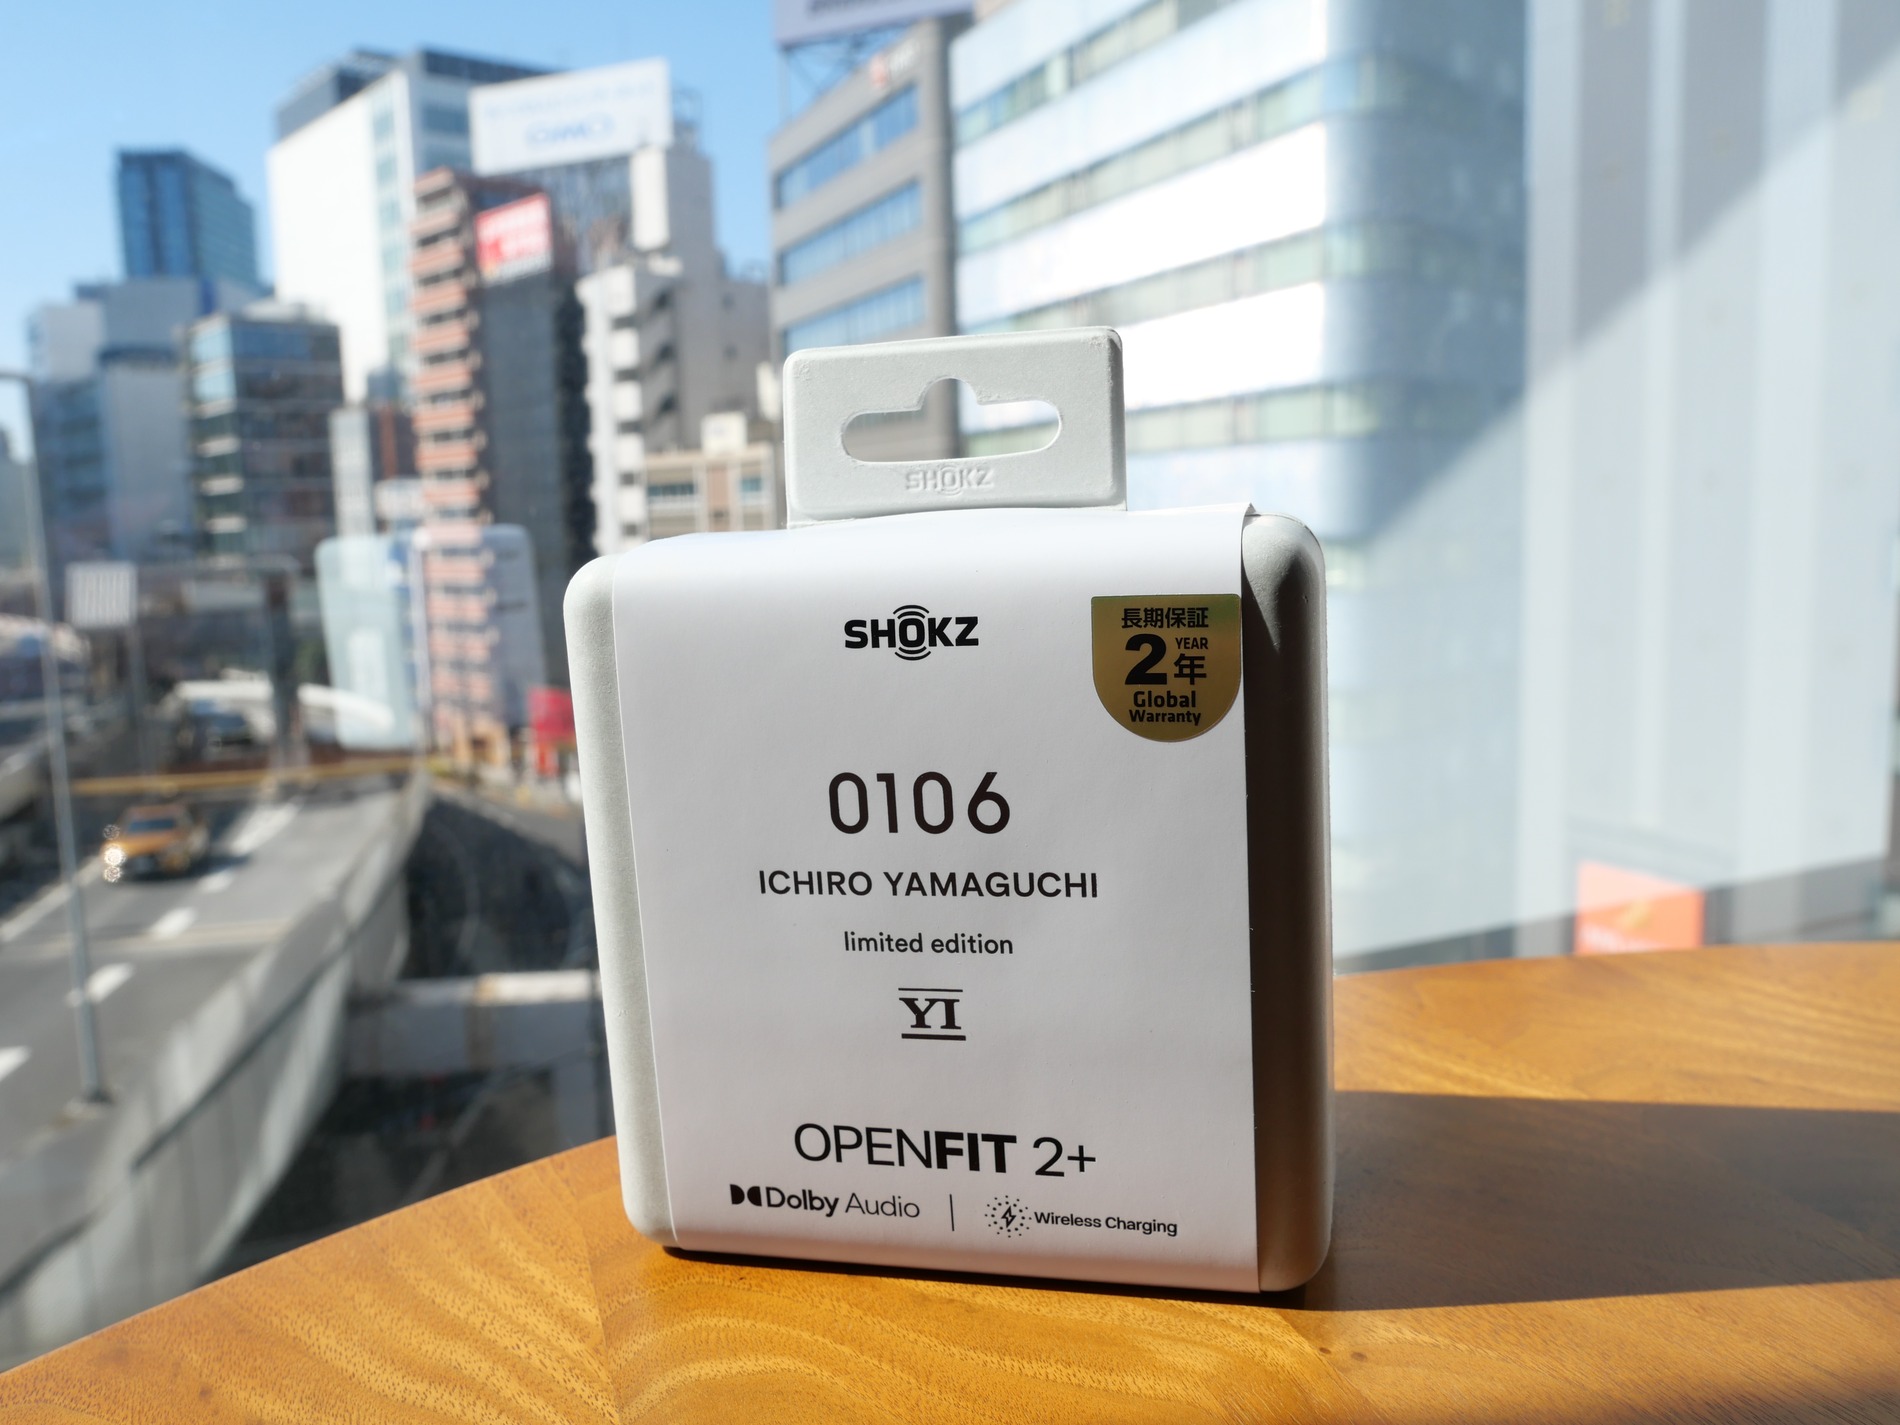 SHOKZ
SHOKZ
長期保証
2 YEAR
年
Global
Warranty
0106
ICHIRO YAMAGUCHI
limited edition
YI
OPENFIT 2+
Dolby Audio
Wireless Charging